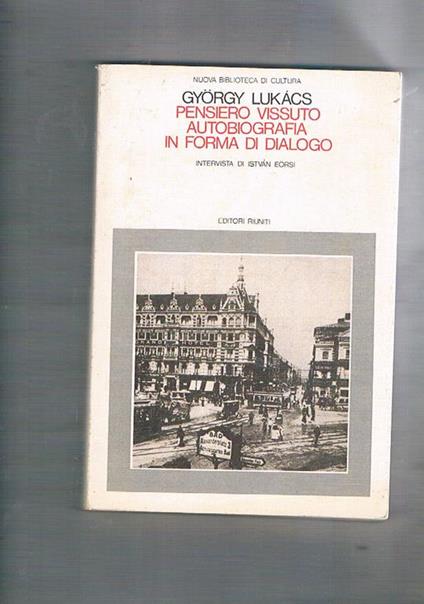 NUOVA BIBLIOTECA DI CULTURA
GYÖRGY LUKÁCS
PENSIERO VISSUTO
AUTOBIOGRAFIA
IN FORMA DI DIALOGO
INTERVISTA DI ISTVÁN EÖRSI
EDITORI RIUNITI
BAD